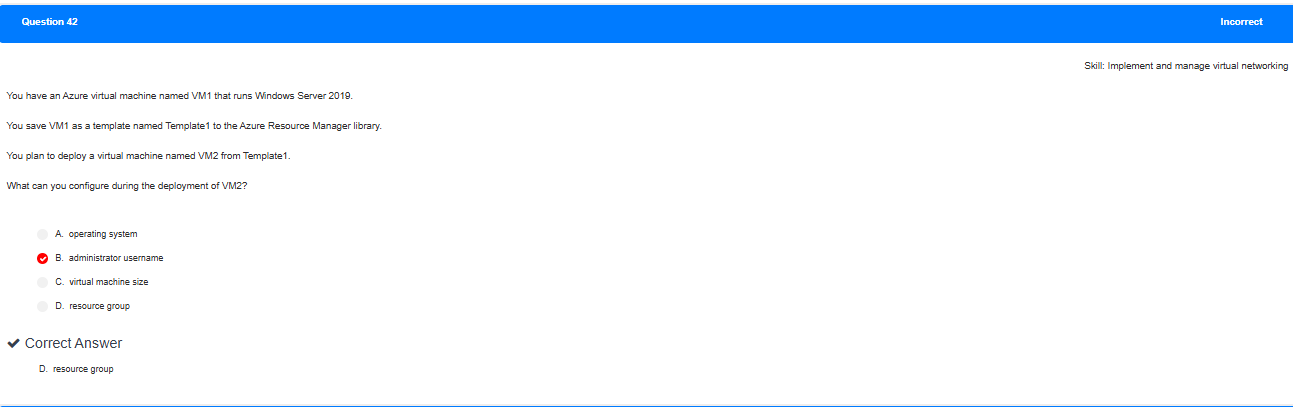 Question 42
Incorrect
Skill: Implement and manage virtual networking
You have an Azure virtual machine named VM1 that runs Windows Server 2019.
You save VM1 as a template named Template1 to the Azure Resource Manager library.
You plan to deploy a virtual machine named VM2 from Template1.
What can you configure during the deployment of VM2?
A. operating system
B. administrator username
C. virtual machine size
D. resource group
Correct Answer
D. resource group